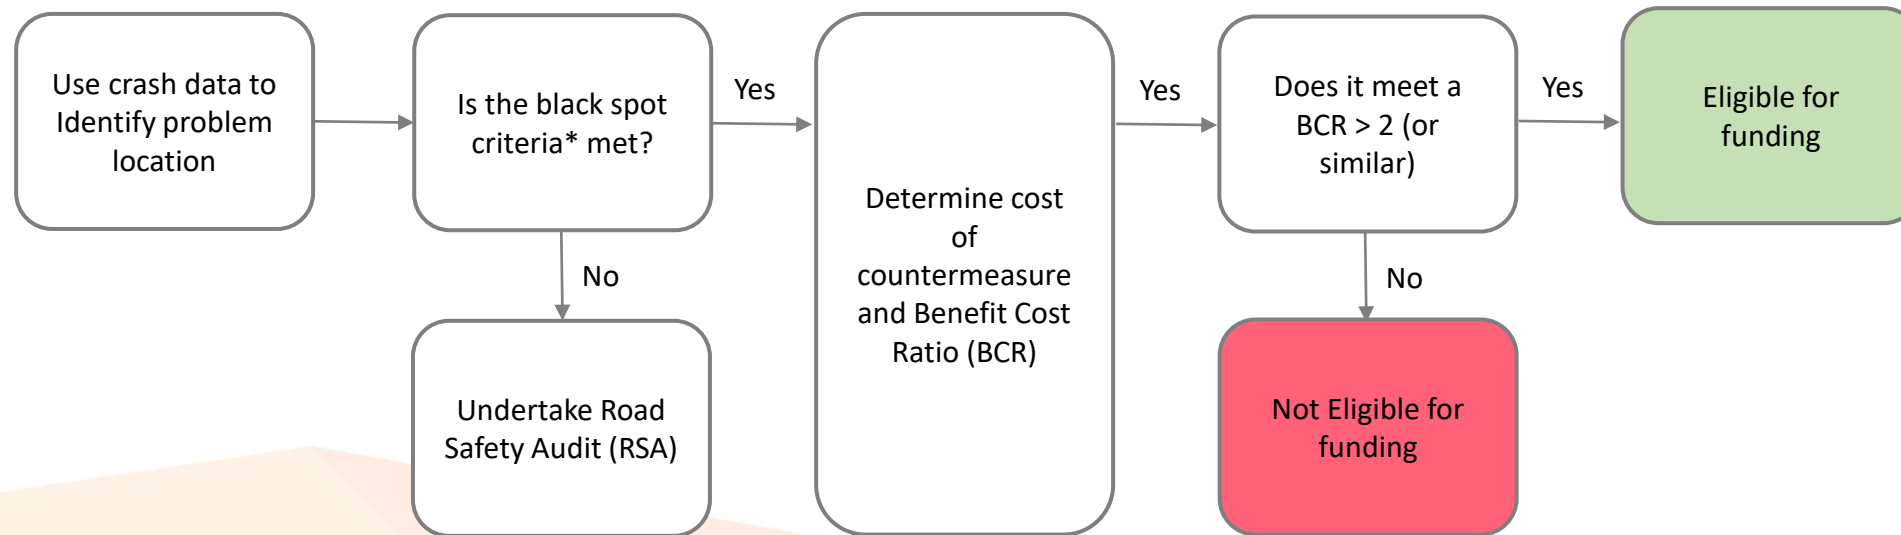 Use crash data to
Identify problem
location
Is the black spot
criteria* met?
Yes
No
Undertake Road
Safety Audit (RSA)
Determine cost
of
countermeasure
and Benefit Cost
Ratio (BCR)
Yes
Does it meet a
BCR > 2 (or
similar)
Yes
No
Eligible for
funding
Not Eligible for
funding